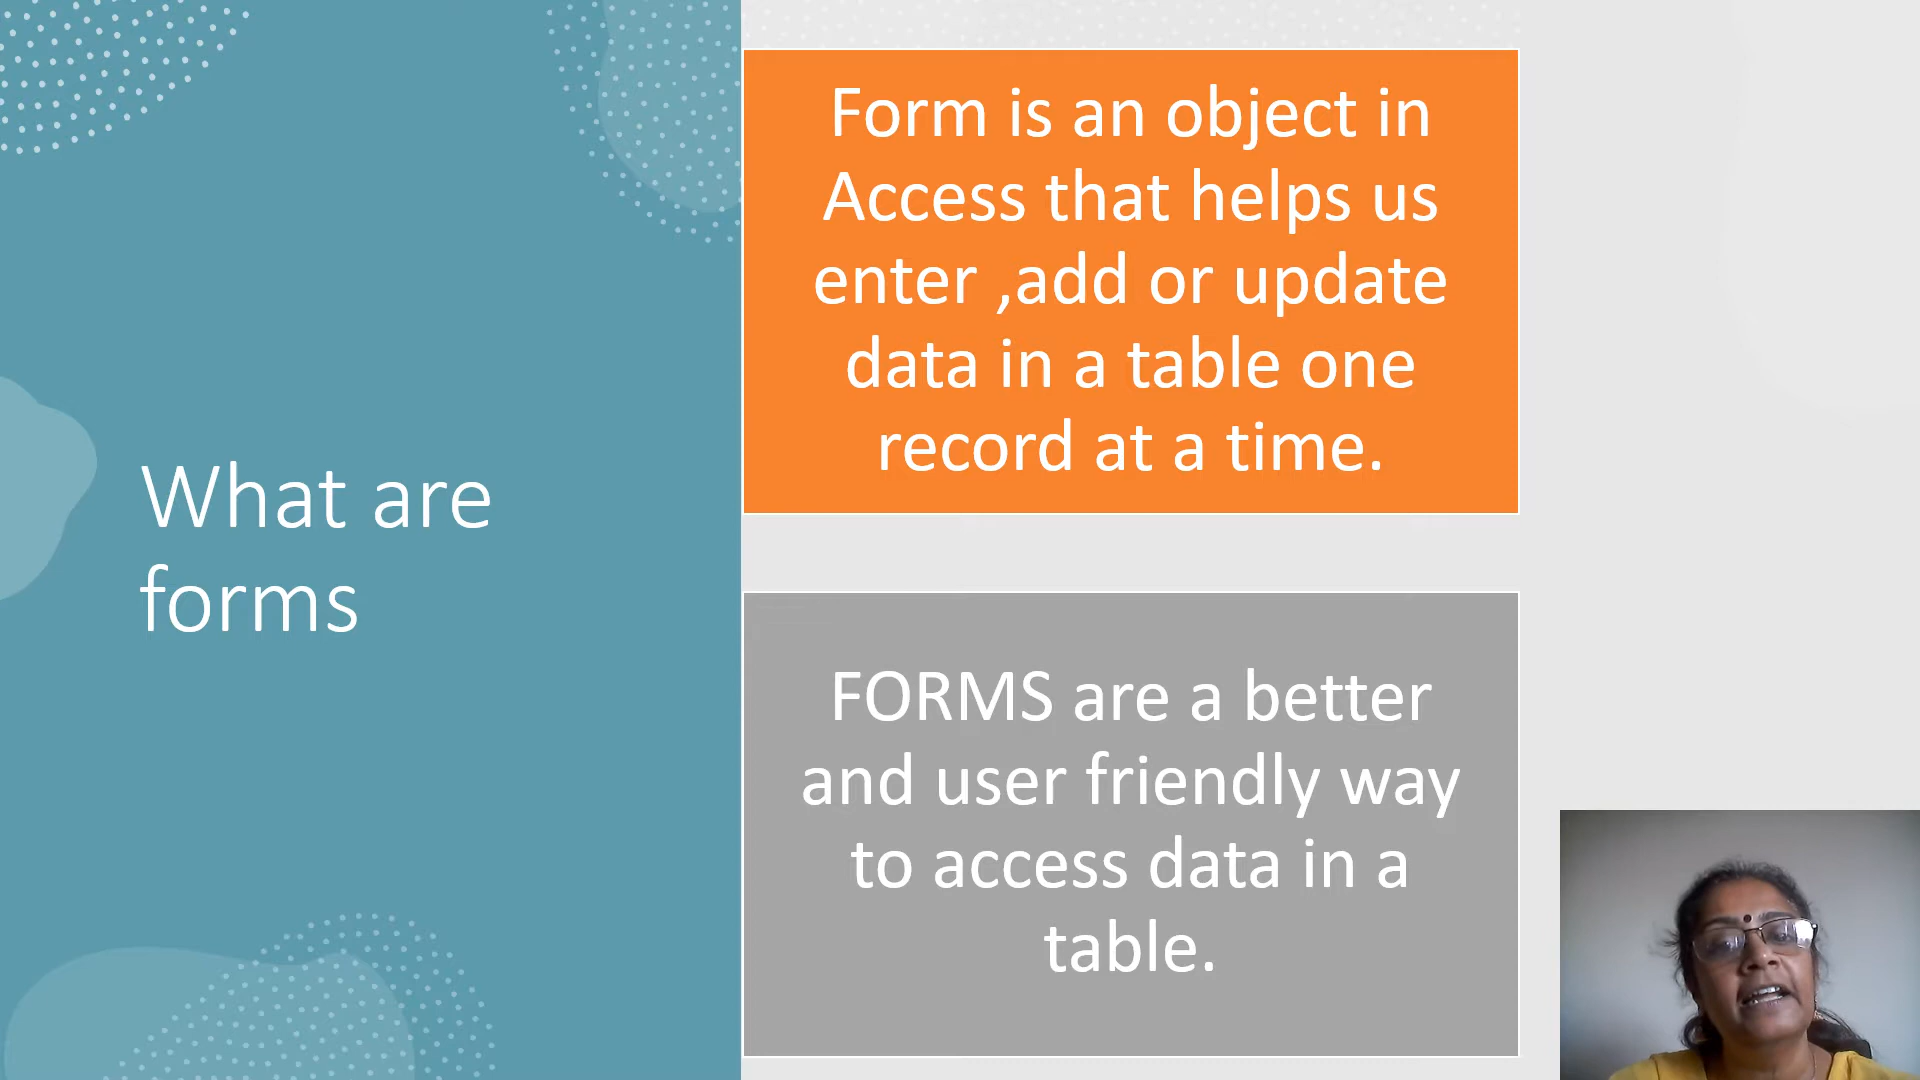 What are
forms
Form is an object in
Access that helps us
enter ,add or update
data in a table one
record at a time.
FORMS are a better
and user friendly way
to access data in a
table.